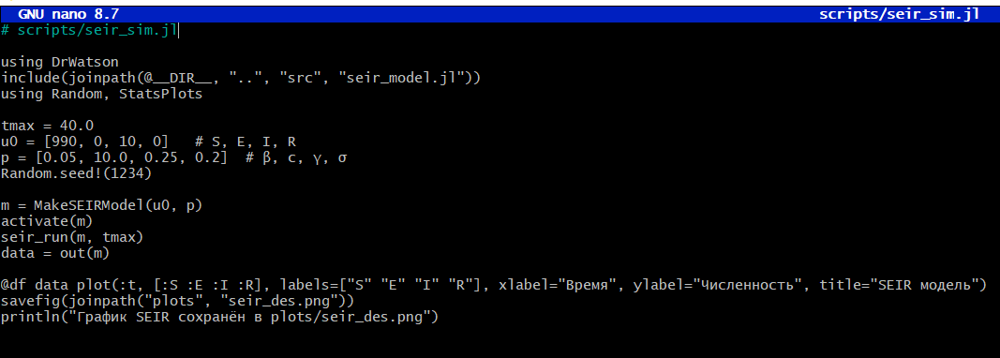 GNU nano 8.7 scripts/seir_sim.jl
# scripts/seir_sim.jl
using DrWatson
include(joinpath(@__DIR__, "..", "src", "seir_model.jl"))
using Random, StatsPlots
tmax = 40.0
u0 = [990, 0, 10, 0]   # S, E, I, R
p = [0.05, 10.0, 0.25, 0.2]  # β, c, γ, σ
Random.seed!(1234)
m = MakeSEIRModel(u0, p)
activate(m)
seir_run(m, tmax)
data = out(m)
@df data plot(:t, [:S :E :I :R], labels=["S" "E" "I" "R"], xlabel="Время", ylabel="Численность", title="SEIR модель")
savefig(joinpath("plots", "seir_des.png"))
println("График SEIR сохранён в plots/seir_des.png")